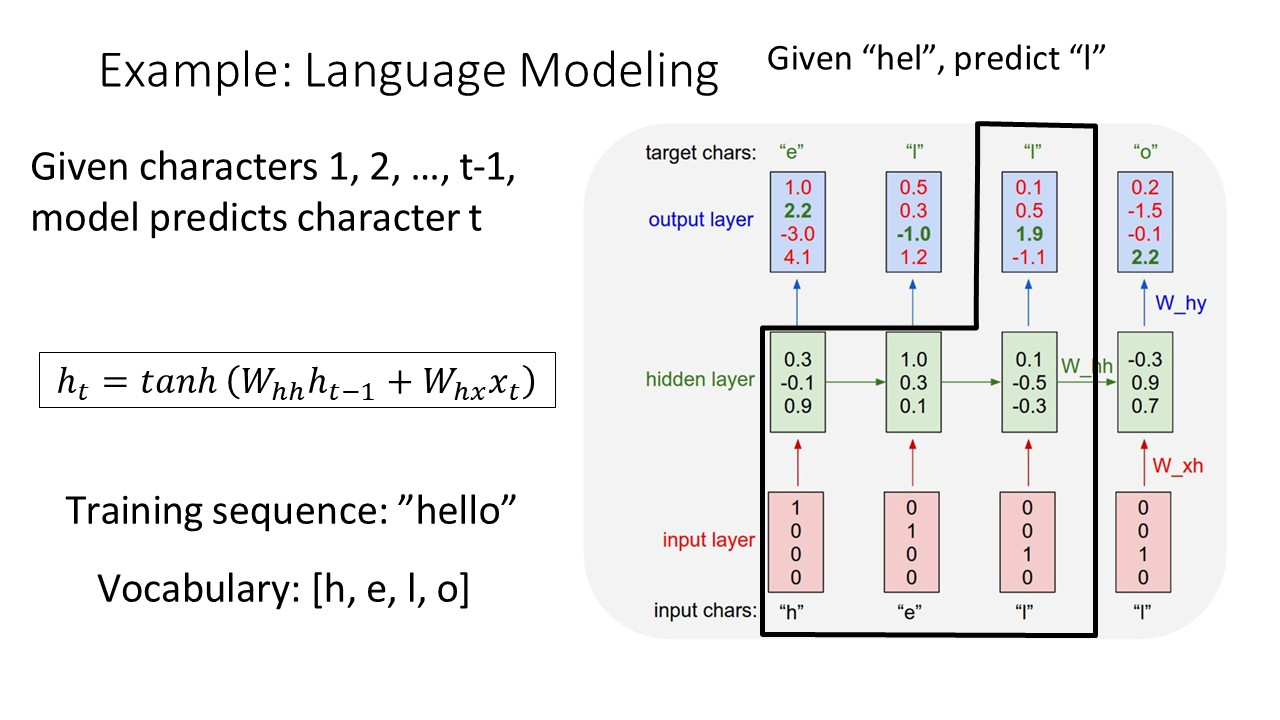 Example: Language Modeling
Given “hel”, predict “l”
Given characters 1, 2, …, t-1,
model predicts character t
h_t = tanh (W_hh h_{t-1} + W_hx x_t)
Training sequence: ”hello”
Vocabulary: [h, e, l, o]
target chars: “e” “l” “l” “o”
output layer
1.0 0.5 0.1 0.2
2.2 0.3 0.5 -1.5
-3.0 -1.0 1.9 -0.1
4.1 1.2 -1.1 2.2
W_hy
hidden layer
0.3 1.0 0.1 -0.3
-0.1 0.3 -0.5 0.9
0.9 0.1 -0.3 0.7
W_hh
W_xh
input layer
1 0 0 0
0 1 0 0
0 0 1 1
0 0 0 0
input chars: “h” “e” “l” “l”